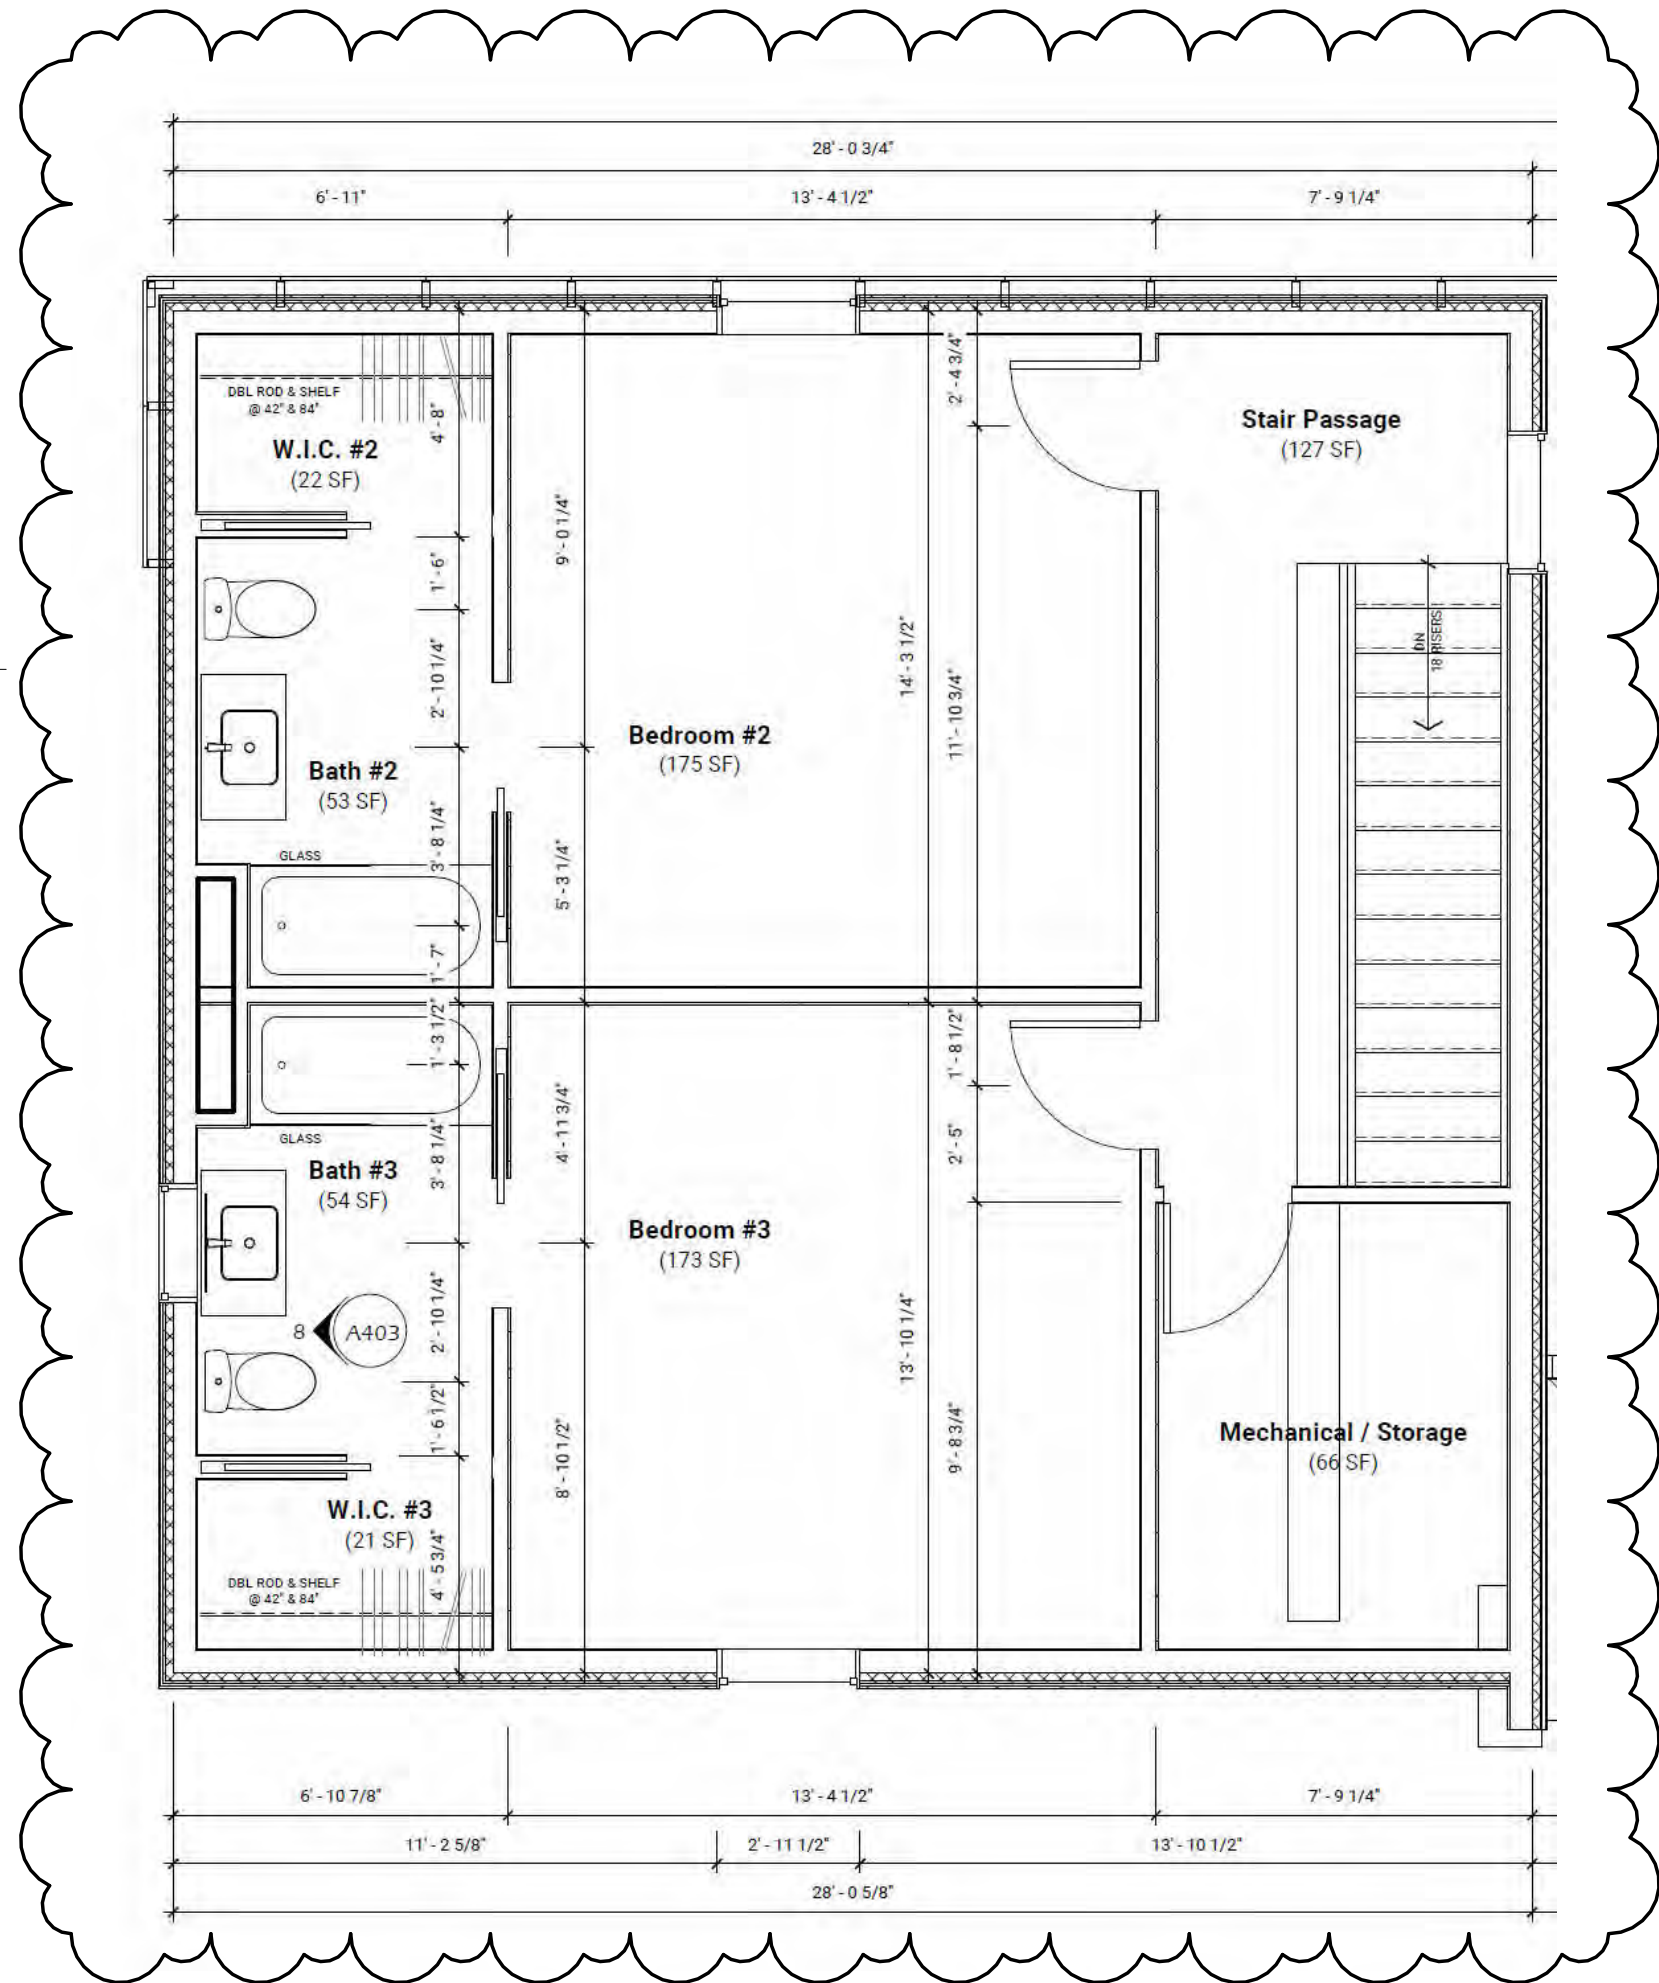 28' - 0 3/4"
6' - 11"
13' - 4 1/2"
7' - 9 1/4"
DBL ROD & SHELF
@ 42" & 84"
W.I.C. #2
(22 SF)
4' - 8"
9' - 0 1/4"
2' - 4 3/4"
Stair Passage
(127 SF)
1' - 6"
2' - 10 1/4"
14' - 3 1/2"
11' - 10 3/4"
DN
18 RISERS
Bedroom #2
(175 SF)
Bath #2
(53 SF)
3' - 8 1/4"
5' - 3 1/4"
GLASS
1' - 7"
1' - 3 1/2"
1' - 8 1/2"
4' - 11 3/4"
GLASS
3' - 8 1/4"
2' - 5"
Bath #3
(54 SF)
Bedroom #3
(173 SF)
8
A403
2' - 10 1/4"
13' - 10 1/4"
1' - 6 1/2"
8' - 10 1/2"
9' - 8 3/4"
Mechanical / Storage
(66 SF)
W.I.C. #3
(21 SF)
4' - 5 3/4"
DBL ROD & SHELF
@ 42" & 84"
6' - 10 7/8"
13' - 4 1/2"
7' - 9 1/4"
11' - 2 5/8"
2' - 11 1/2"
13' - 10 1/2"
28' - 0 5/8"